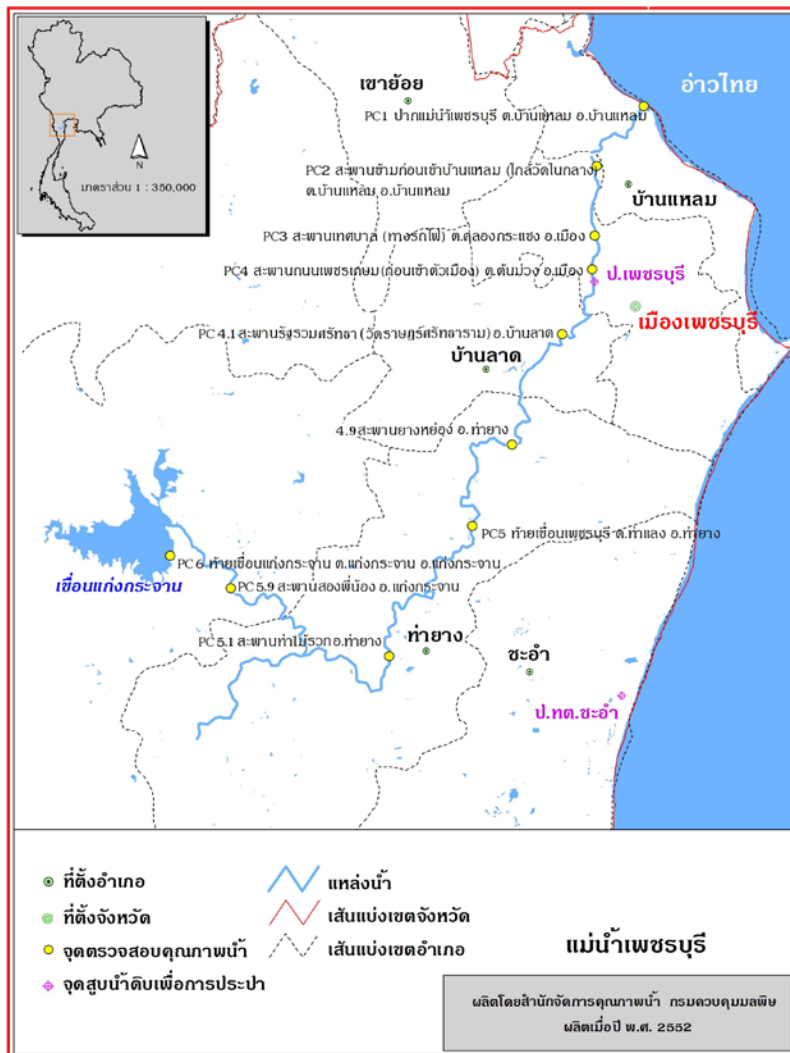 N
มาตราส่วน 1 : 350,000
อ่าวไทย
เขาย้อย
PC1 ปากแม่น้ำเพชรบุรี ต.บ้านแหลม อ.บ้านแหลม
PC2 สะพานข้ามก่อนเข้าบ้านแหลม (ใกล้วัดในกลาง)
ต.บ้านแหลม อ.บ้านแหลม
บ้านแหลม
PC3 สะพานเทศบาล (ทางรถไฟ) ต.คลองกระแชง อ.เมือง
PC4 สะพานถนนเพชรเกษม(ก่อนเข้าตัวเมือง) ต.ต้นม่วง อ.เมือง
ป.เพชรบุรี
เมืองเพชรบุรี
PC 4.1 สะพานรัฐรวมศรัทธา (วัดราษฎร์ศรัทธาราม) อ.บ้านลาด
บ้านลาด
4.9 สะพานยางหย่อง อ.ท่ายาง
PC5 ท้ายเขื่อนเพชรบุรี ต.ท่าแลง อ.ท่ายาง
PC6 ท้ายเขื่อนแก่งกระจาน ต.แก่งกระจาน อ.แก่งกระจาน
เขื่อนแก่งกระจาน
PC 5.9 สะพานสองพี่น้อง อ.แก่งกระจาน
PC 5.1 สะพานท่าไม้รวก อ.ท่ายาง
ท่ายาง
ชะอำ
ป.ทต.ชะอำ
ที่ตั้งอำเภอ
ที่ตั้งจังหวัด
จุดตรวจสอบคุณภาพน้ำ
จุดสูบน้ำดิบเพื่อการประปา
แหล่งน้ำ
เส้นแบ่งเขตจังหวัด
เส้นแบ่งเขตอำเภอ
แม่น้ำเพชรบุรี
ผลิตโดยสำนักจัดการคุณภาพน้ำ กรมควบคุมมลพิษ
ผลิตเมื่อปี พ.ศ. 2552